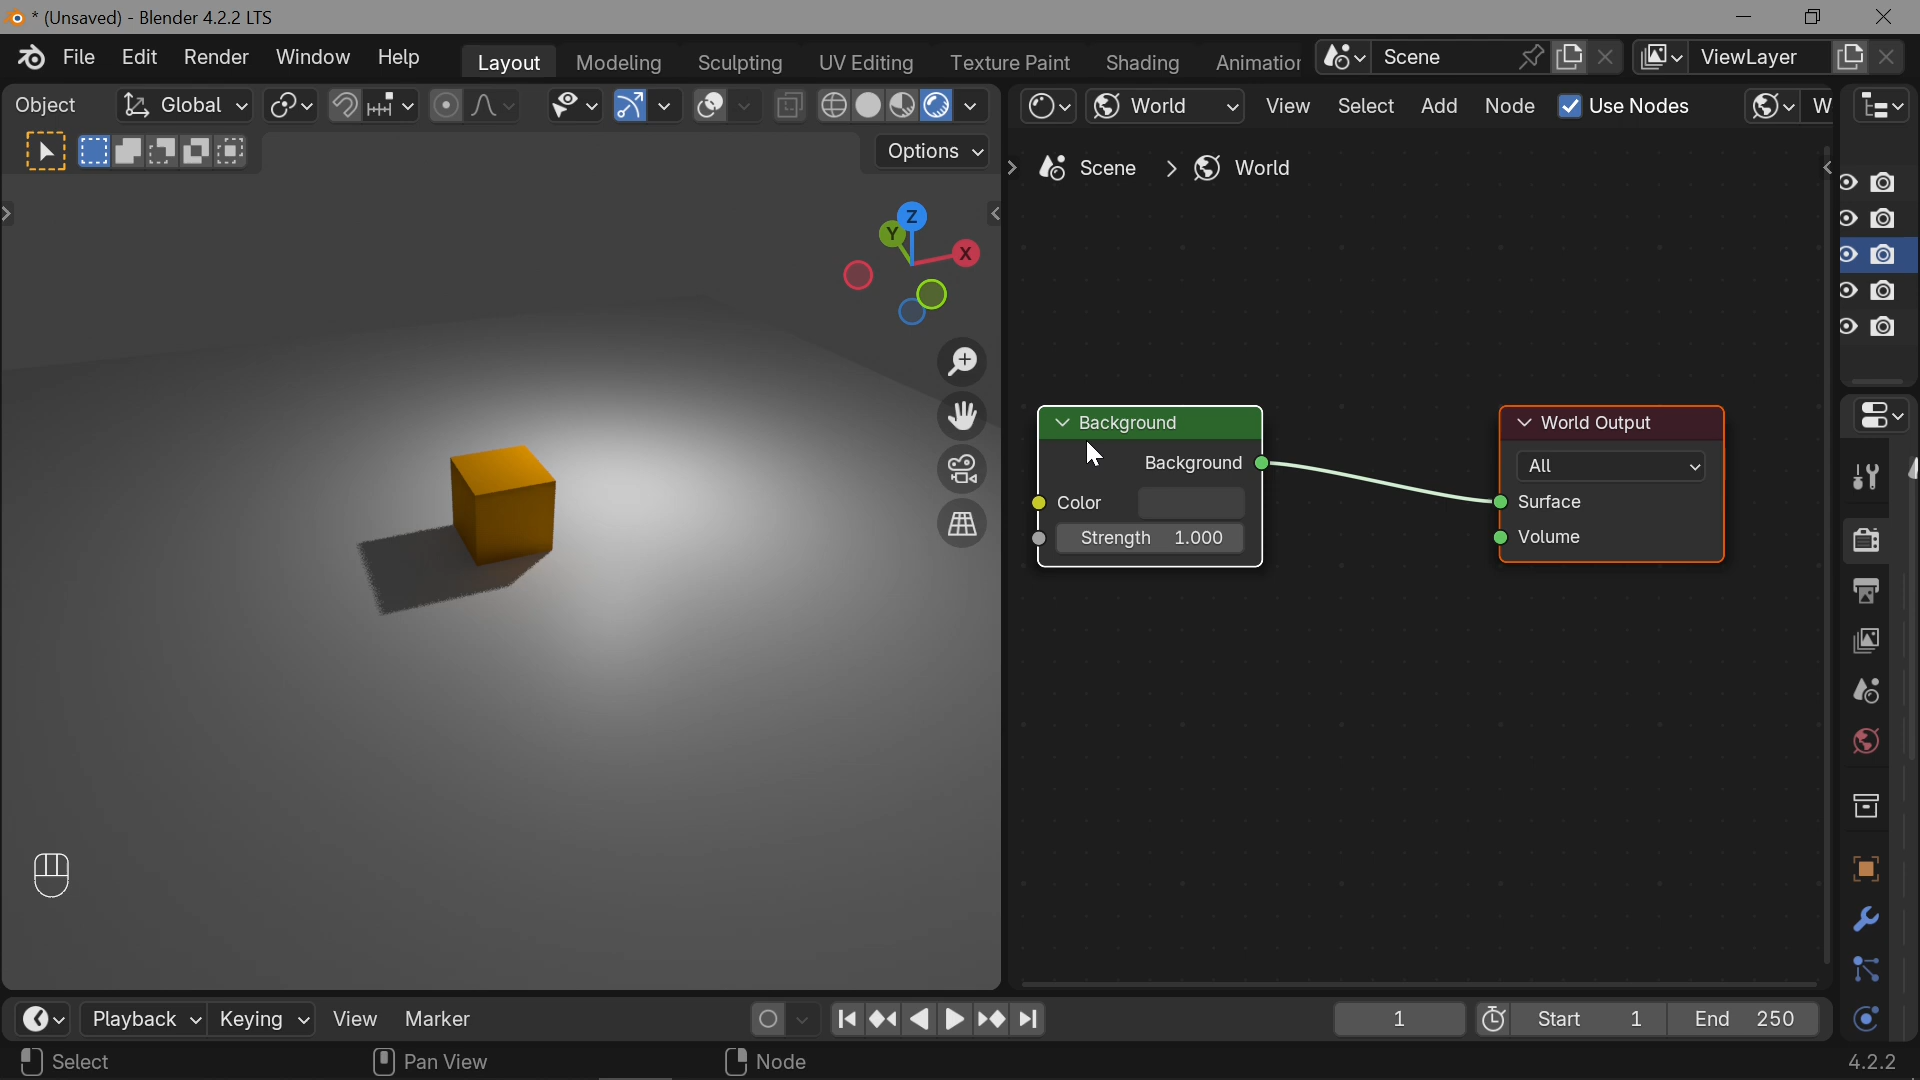 * (Unsaved) - Blender 4.2.2 LTS
File Edit Render Window Help Layout Modeling Sculpting UV Editing Texture Paint Shading Animation Scene ViewLayer
Object Global World View Select Add Node Use Nodes W
Options
Scene > World
Z
Y
X
Background
Background
Color
Strength 1.000
World Output
All
Surface
Volume
Playback Keying View Marker 1 Start 1 End 250
Select Pan View Node 4.2.2